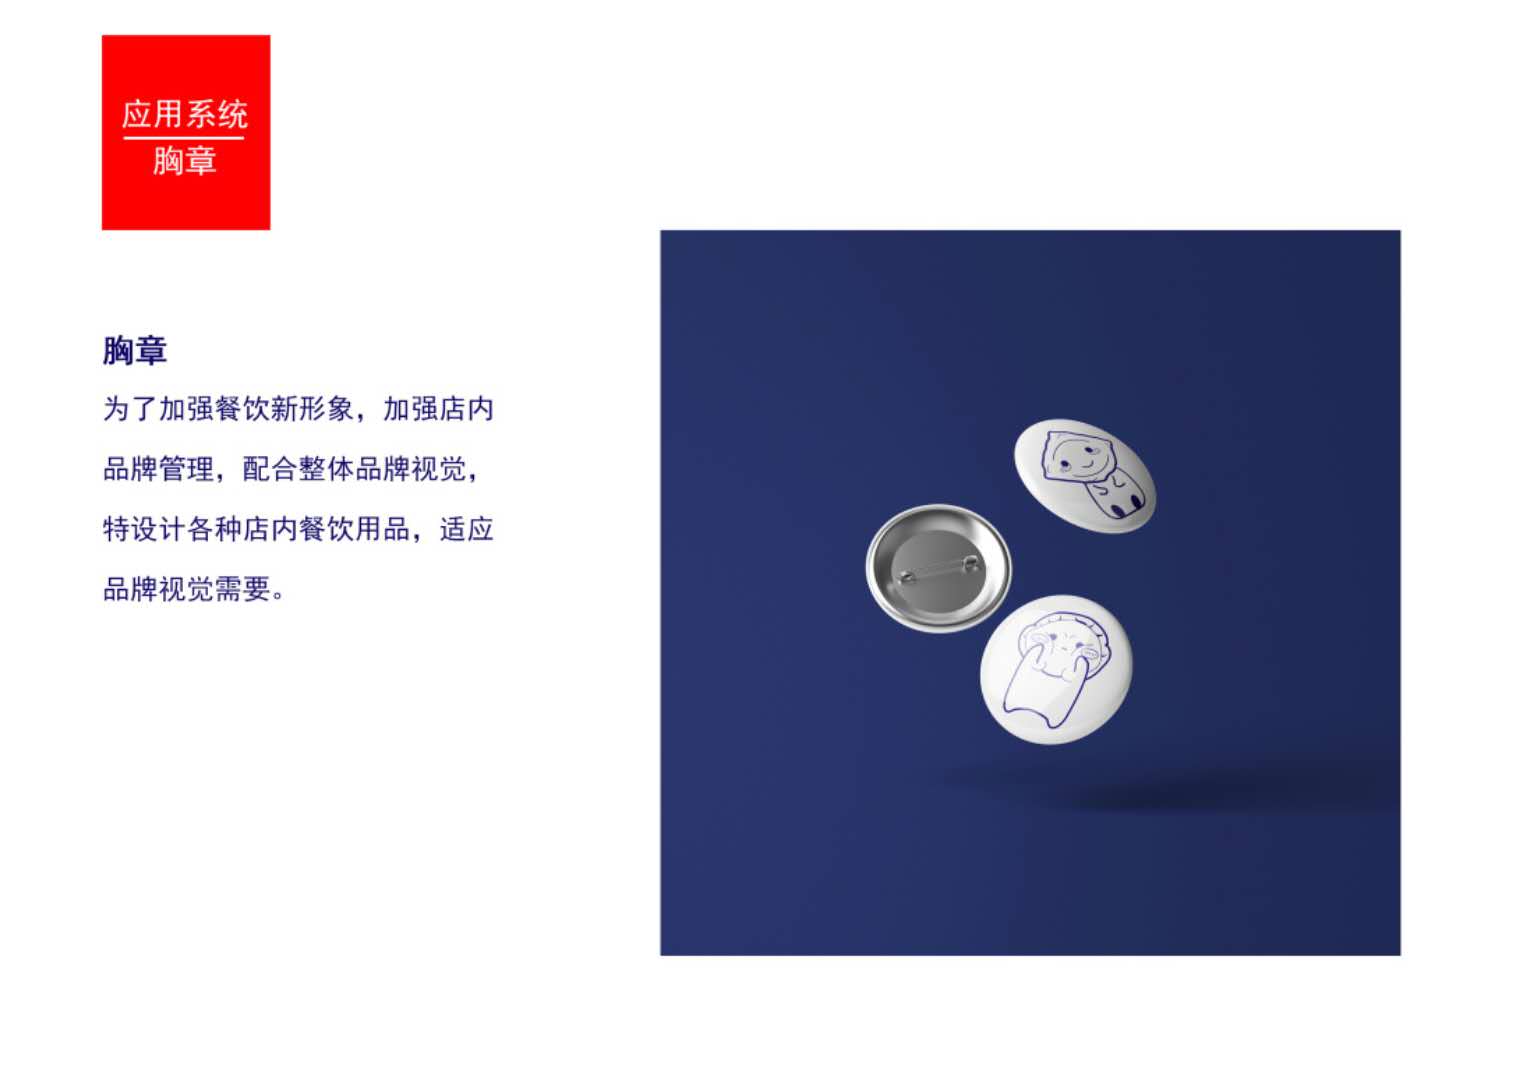 应用系统
胸章
胸章
为了加强餐饮新形象，加强店内
品牌管理，配合整体品牌视觉，
特设计各种店内餐饮用品，适应
品牌视觉需要。